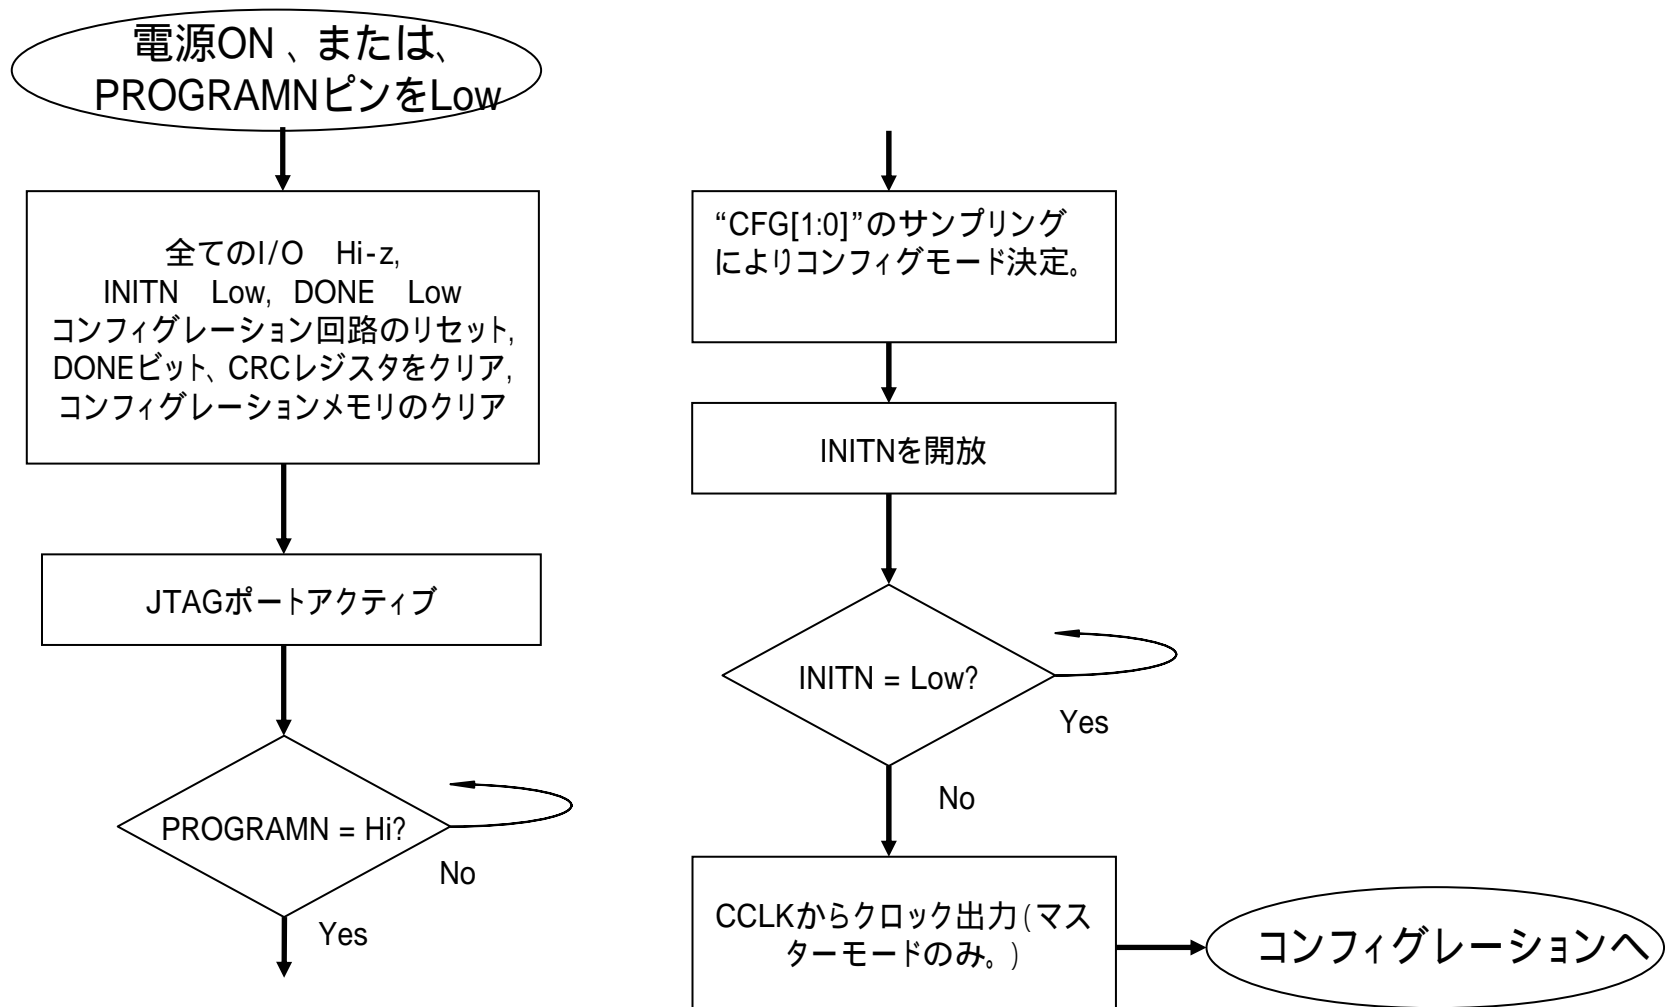 電源ON 、または、
PROGRAMNピンをLow
全てのI/O　Hi-z,
INITN　Low, DONE　Low
コンフィグレーション回路のリセット,
DONEビット、CRCレジスタをクリア,
コンフィグレーションメモリのクリア
JTAGポートアクティブ
PROGRAMN = Hi?
No
Yes
“CFG[1:0]”のサンプリング
によりコンフィグモード決定。
INITNを開放
INITN = Low?
Yes
No
CCLKからクロック出力(マス
ターモードのみ。)
コンフィグレーションへ